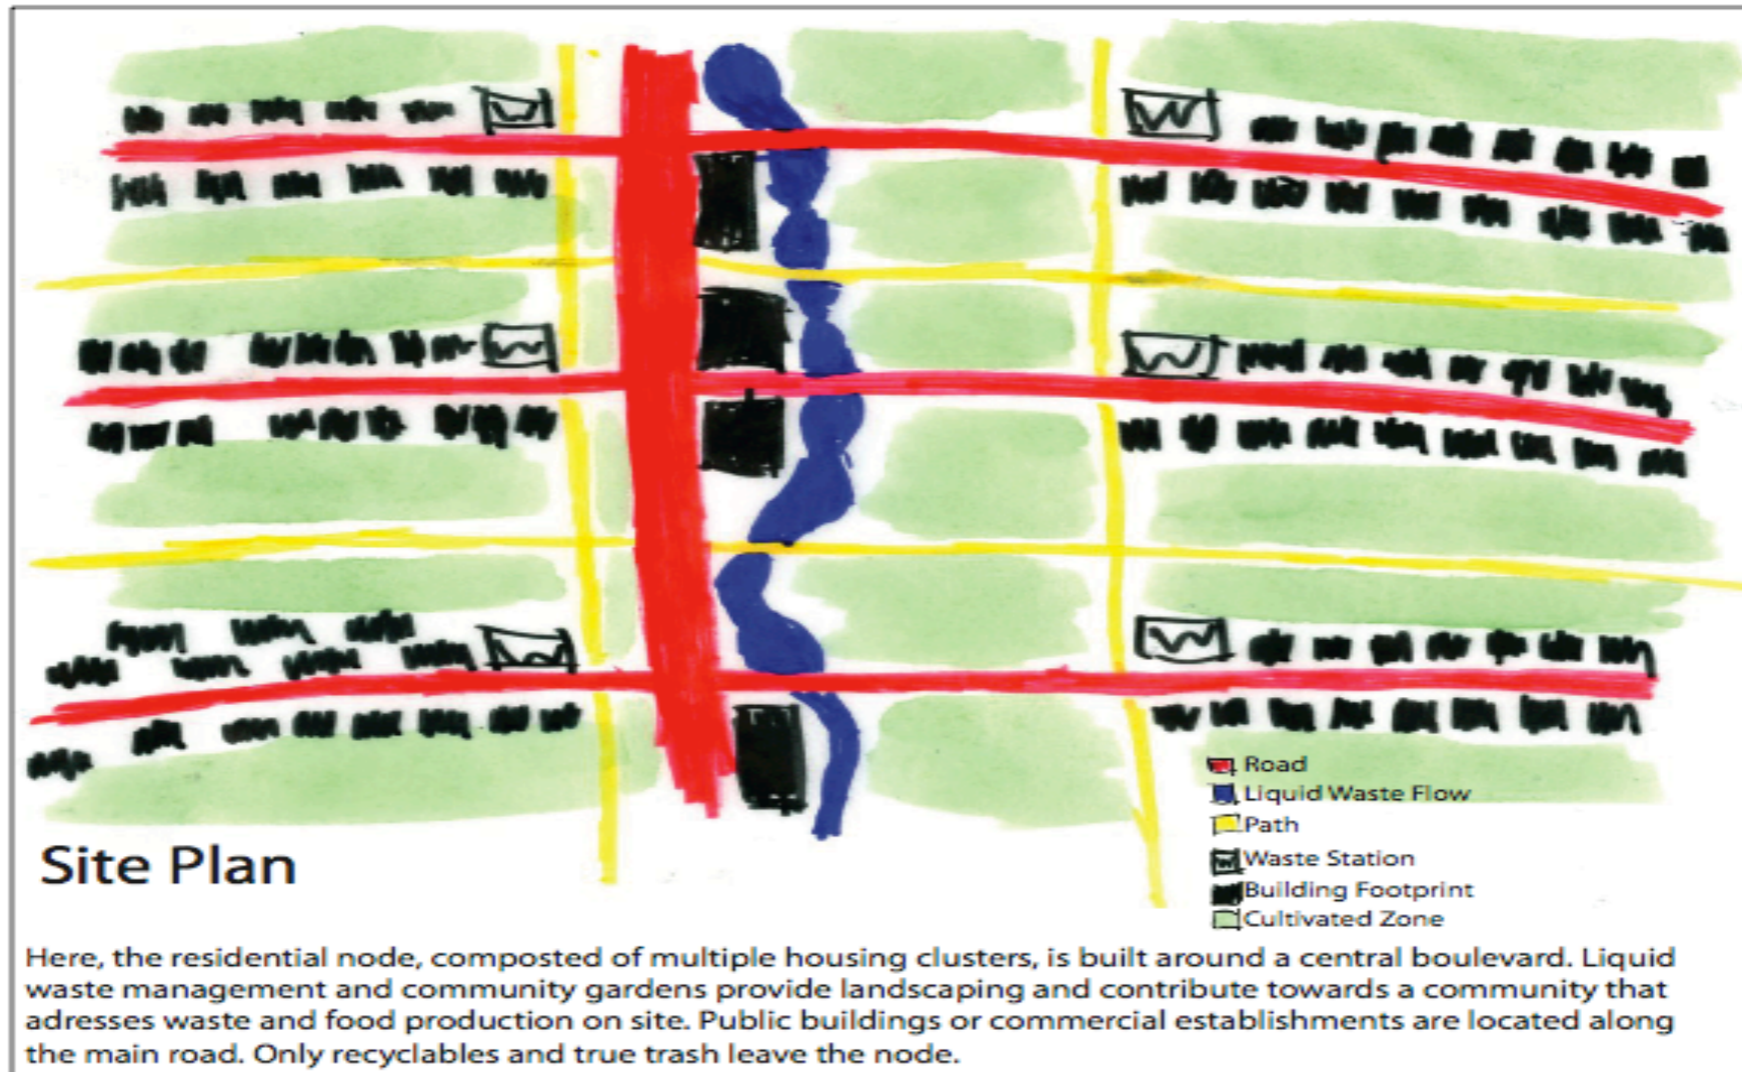 W
W
W
W
W
W
Road
Liquid Waste Flow
Path
W Waste Station
Building Footprint
Cultivated Zone
Site Plan
Here, the residential node, composted of multiple housing clusters, is built around a central boulevard. Liquid
waste management and community gardens provide landscaping and contribute towards a community that
adresses waste and food production on site. Public buildings or commercial establishments are located along
the main road. Only recyclables and true trash leave the node.